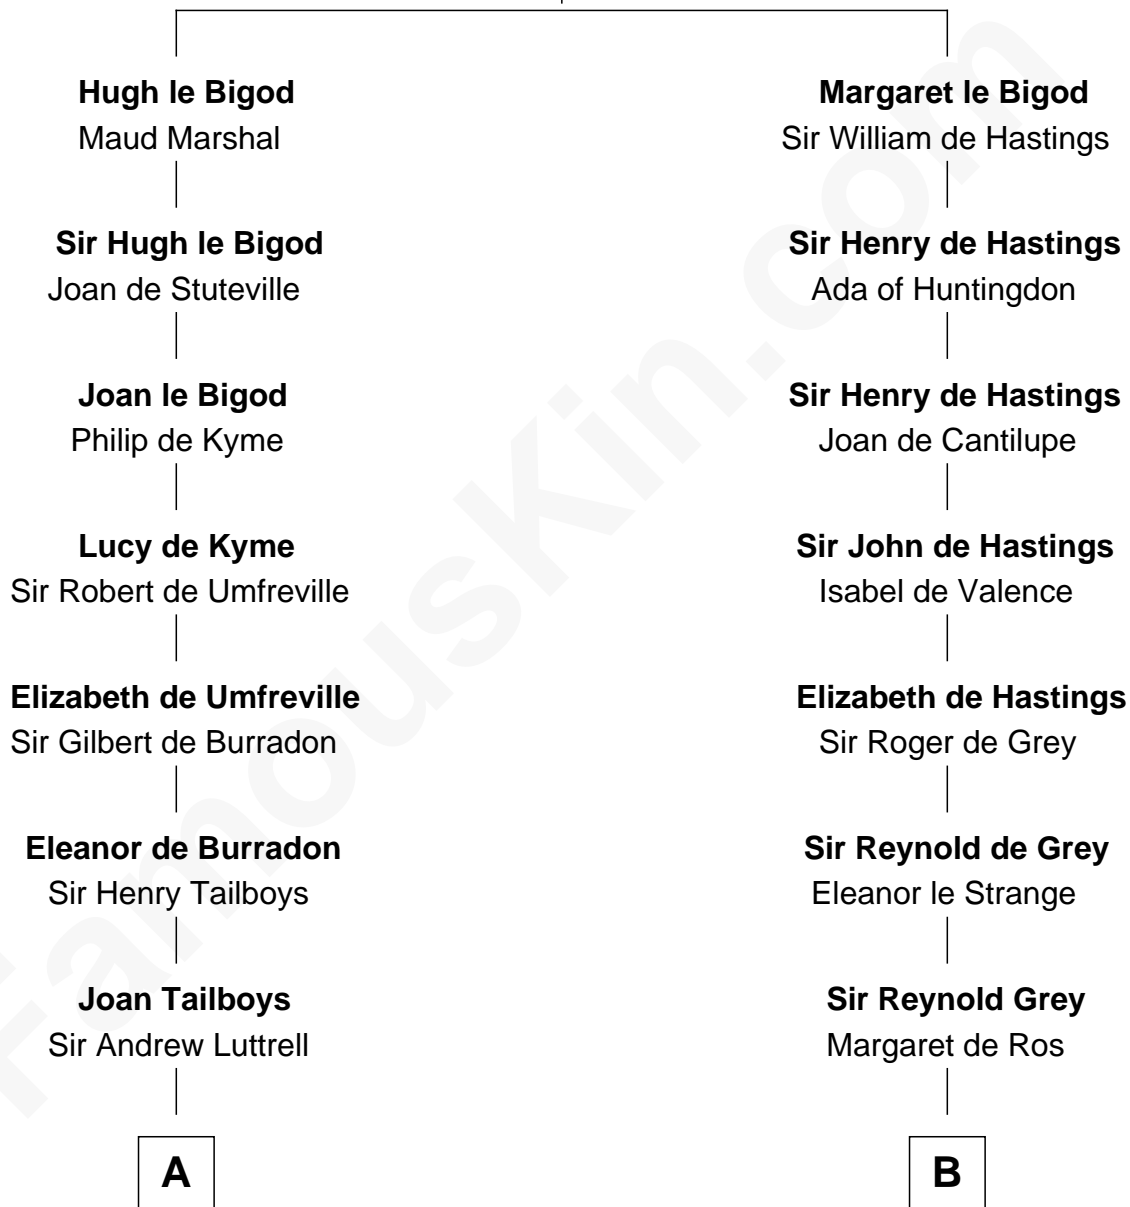 Hugh le Bigod
Maud Marshal
Sir Hugh le Bigod
Joan de Stuteville
Joan le Bigod
Philip de Kyme
Lucy de Kyme
Sir Robert de Umfreville
Elizabeth de Umfreville
Sir Gilbert de Burradon
Eleanor de Burradon
Sir Henry Tailboys
Joan Tailboys
Sir Andrew Luttrell
A
Margaret le Bigod
Sir William de Hastings
Sir Henry de Hastings
Ada of Huntingdon
Sir Henry de Hastings
Joan de Cantilupe
Sir John de Hastings
Isabel de Valence
Elizabeth de Hastings
Sir Roger de Grey
Sir Reynold de Grey
Eleanor le Strange
Sir Reynold Grey
Margaret de Ros
B
FamousKin.com